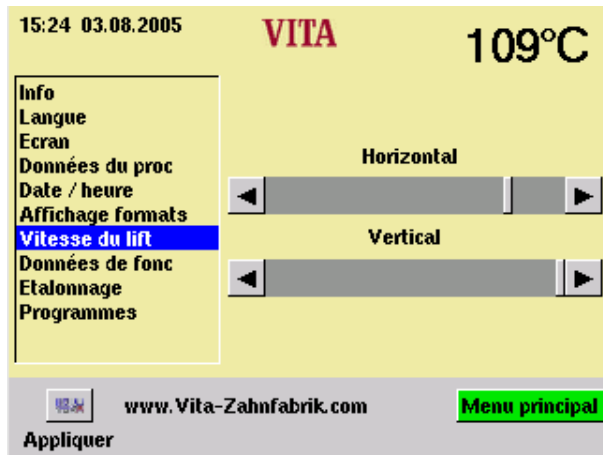 15:24 03.08.2005
VITA
109°C
Info
Langue
Ecran
Données du proc
Date / heure
Affichage formats
Vitesse du lift
Données de fonc
Etalonnage
Programmes
Horizontal
Vertical
www.Vita-Zahnfabrik.com
Menu principal
Appliquer